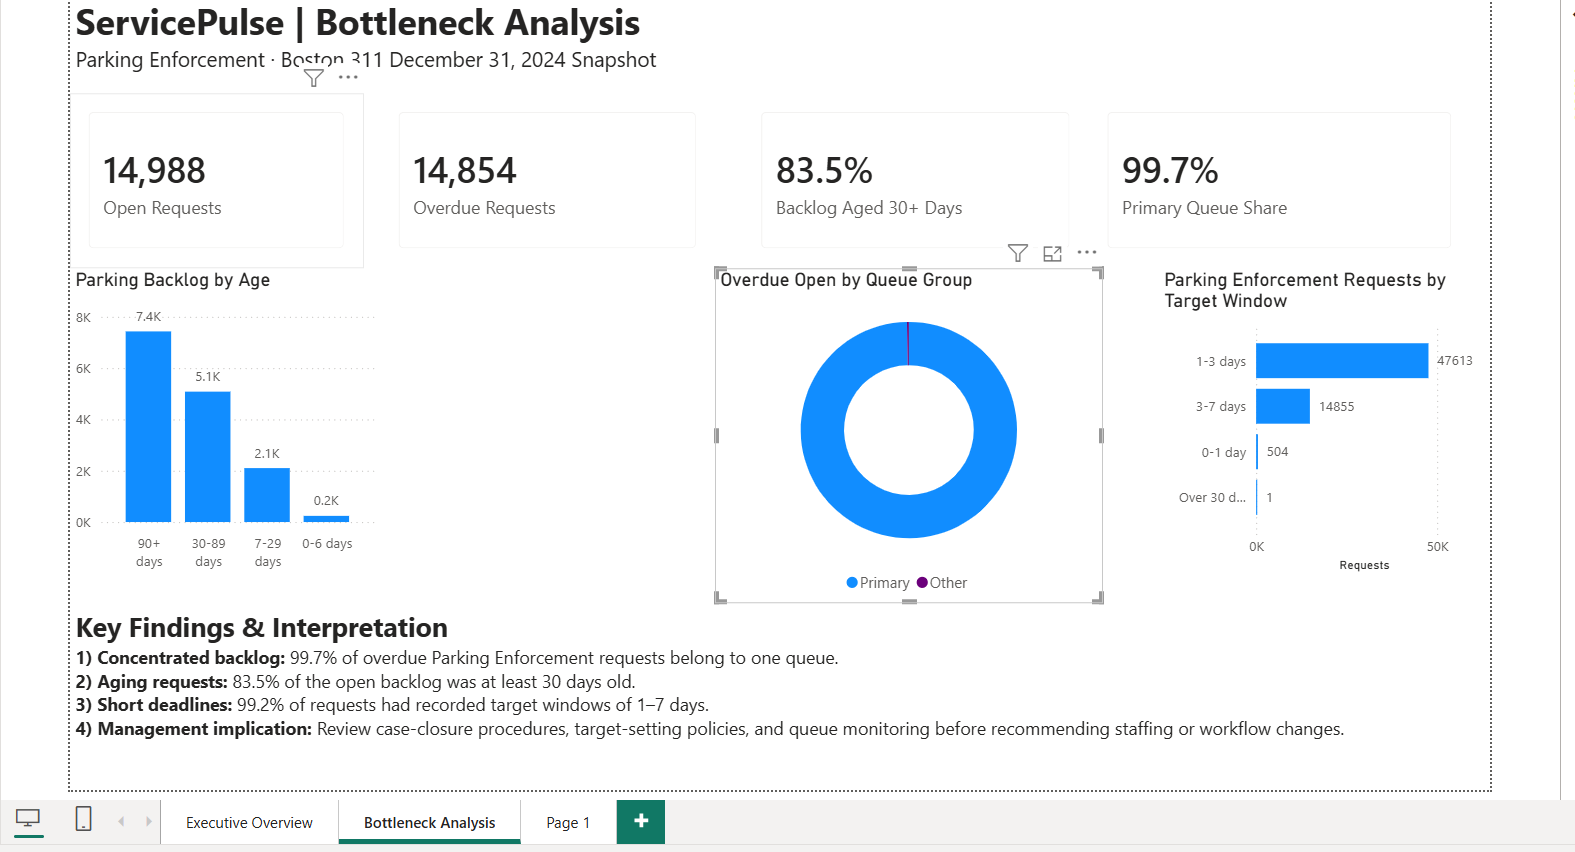 ServicePulse | Bottleneck Analysis
Parking Enforcement · Boston 311 December 31, 2024 Snapshot
14,988
Open Requests
14,854
Overdue Requests
83.5%
Backlog Aged 30+ Days
99.7%
Primary Queue Share
Parking Backlog by Age
8K
6K
4K
2K
0K
7.4K
5.1K
2.1K
0.2K
90+
days
30-89
days
7-29
days
0-6 days
Overdue Open by Queue Group
Primary
Other
Parking Enforcement Requests by
Target Window
1-3 days
47613
3-7 days
14855
0-1 day
504
Over 30 d...
1
0K
50K
Requests
Key Findings & Interpretation
1) Concentrated backlog: 99.7% of overdue Parking Enforcement requests belong to one queue.
2) Aging requests: 83.5% of the open backlog was at least 30 days old.
3) Short deadlines: 99.2% of requests had recorded target windows of 1–7 days.
4) Management implication: Review case-closure procedures, target-setting policies, and queue monitoring before recommending staffing or workflow changes.
Executive Overview
Bottleneck Analysis
Page 1